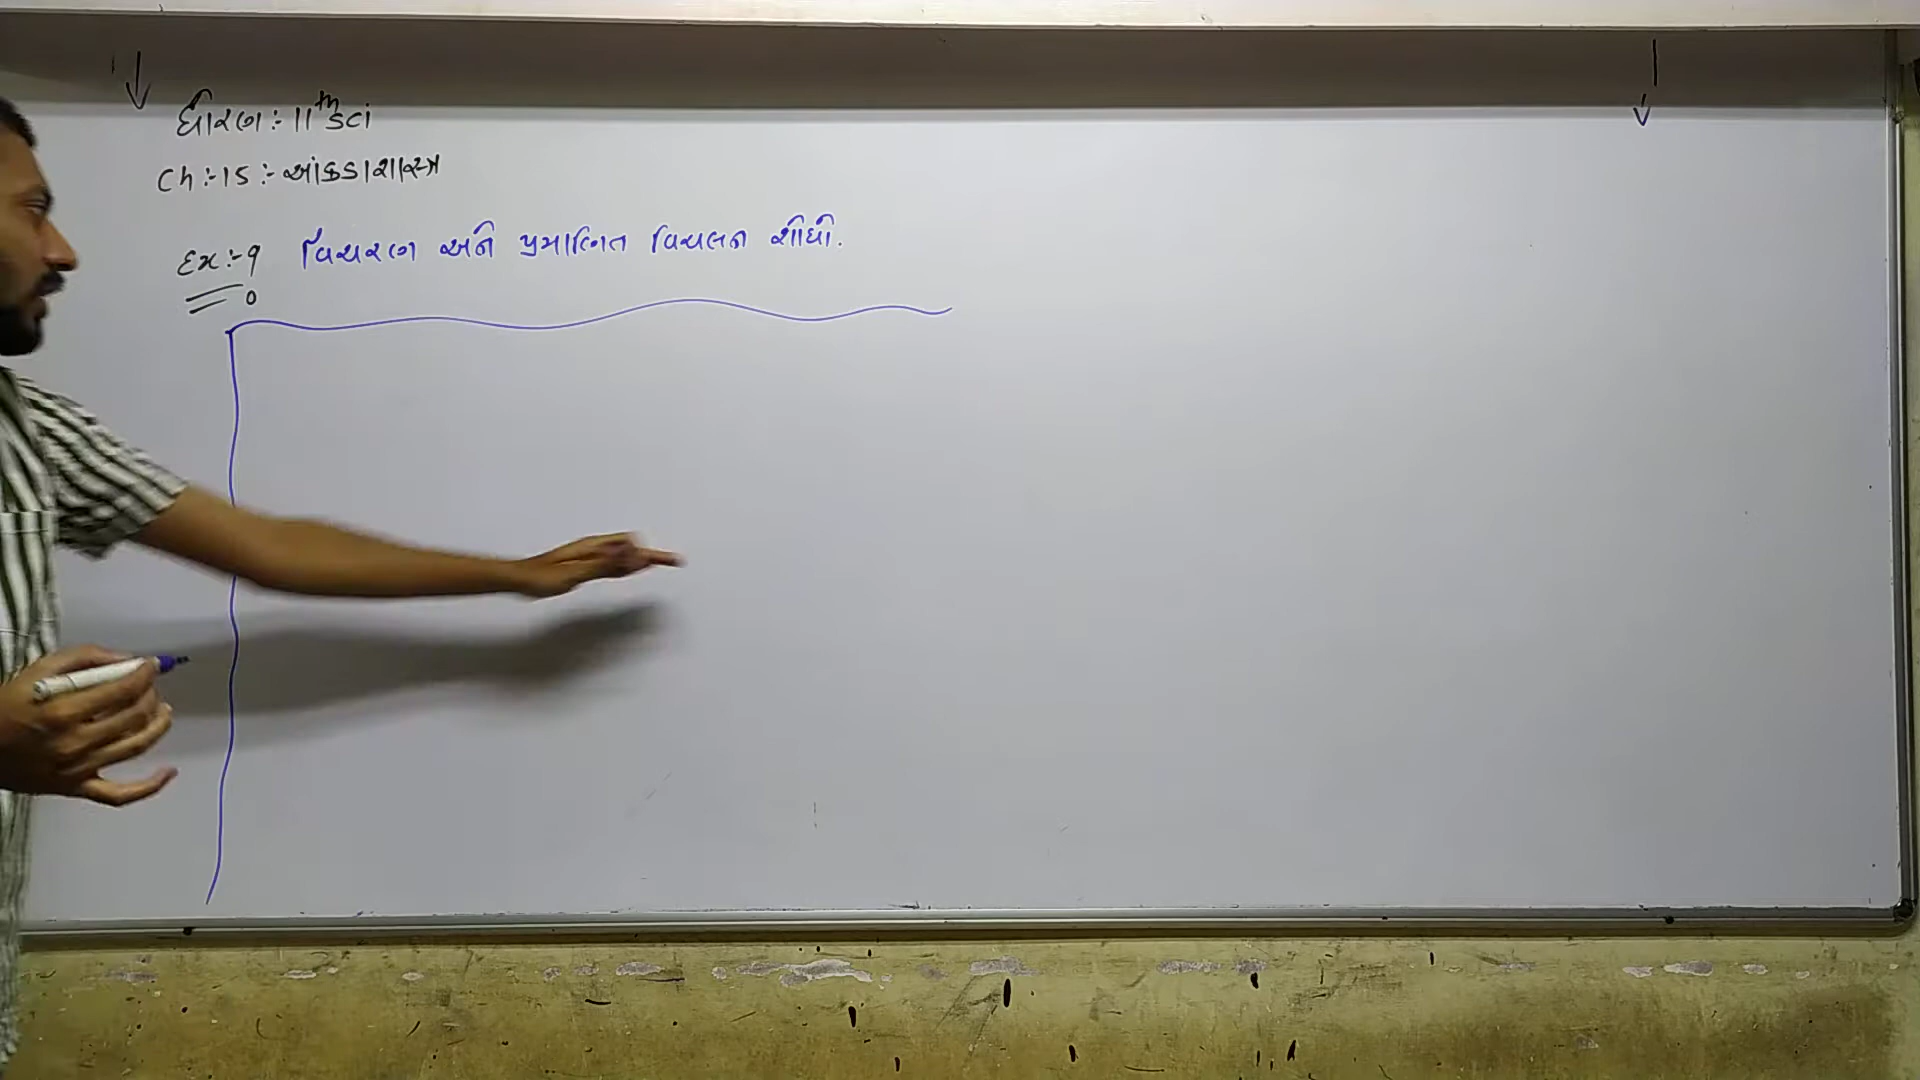 ધોરણ :- 11th sci
Ch :- 15 :- આંકડાશાસ્ત્ર
Ex :- 9 વિચરણ અને પ્રમાણિત વિચલન શોધો.